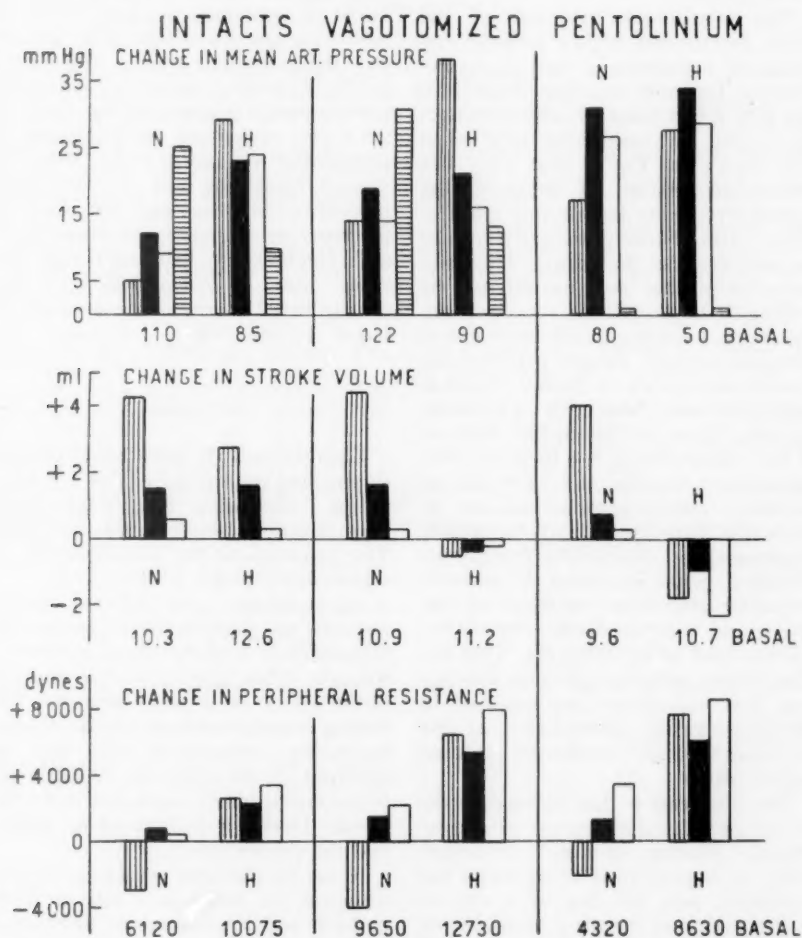 INTACTS VAGOTOMIZED PENTOLINIUM
mmHg CHANGE IN MEAN ART. PRESSURE
35
25
15
5
0
N H N H N H
110 85 122 90 80 50 BASAL
ml CHANGE IN STROKE VOLUME
+4
+2
0
-2
N H N H N H
10.3 12.6 10.9 11.2 9.6 10.7 BASAL
dynes
CHANGE IN PERIPHERAL RESISTANCE
+8000
+4000
0
-4000
N H N H N H
6120 10075 9650 12730 4320 8630 BASAL